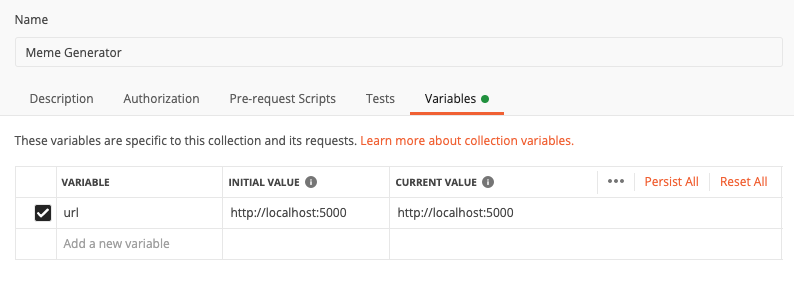 Name
Meme Generator
Description Authorization Pre-request Scripts Tests Variables
These variables are specific to this collection and its requests. Learn more about collection variables.
VARIABLE INITIAL VALUE CURRENT VALUE Persist All Reset All
url http://localhost:5000 http://localhost:5000
Add a new variable